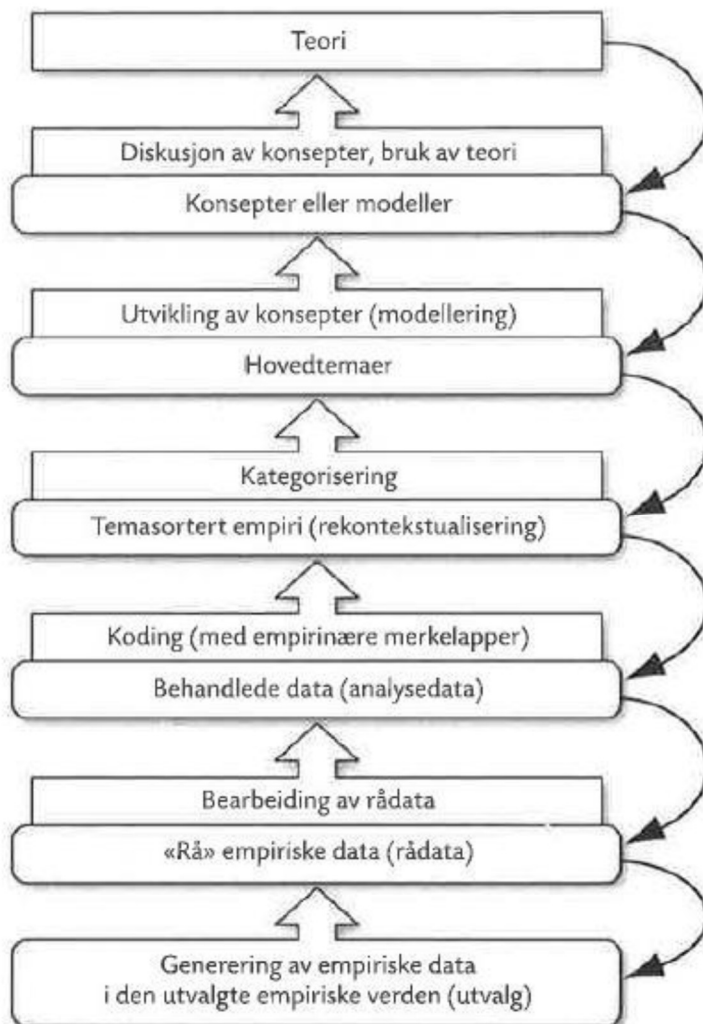 Teori
Diskusjon av konsepter, bruk av teori
Konsepter eller modeller
Utvikling av konsepter (modellering)
Hovedtemaer
Kategorisering
Temasortert empiri (rekontekstualisering)
Koding (med empirinære merkelapper)
Behandlede data (analysedata)
Bearbeiding av rådata
«Rå» empiriske data (rådata)
Generering av empiriske data
i den utvalgte empiriske verden (utvalg)